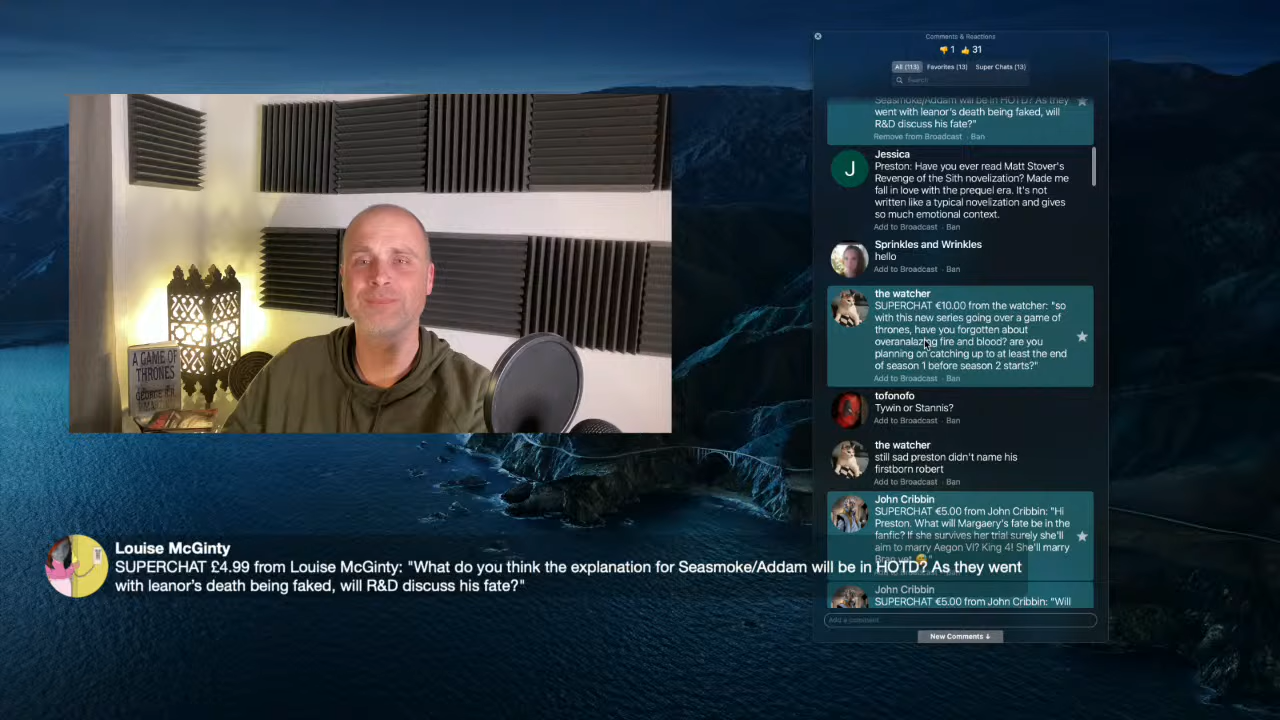 Comments & Reactions
👎 1 👍 31
All (113) Favorites (13) Super Chats (13)
Search
Seasmoke/Addam will be in HOTD? As they
went with leanor's death being faked, will
R&D discuss his fate?"
Remove from Broadcast · Ban
J
Jessica
Preston: Have you ever read Matt Stover's
Revenge of the Sith novelization? Made me
fall in love with the prequel era. It's not
written like a typical novelization and gives
so much emotional context.
Add to Broadcast · Ban
Sprinkles and Wrinkles
hello
Add to Broadcast · Ban
the watcher
SUPERCHAT €10.00 from the watcher: "so
with this new series going over a game of
thrones, have you forgotten about
overanalazing fire and blood? are you
planning on catching up to at least the end
of season 1 before season 2 starts?"
Add to Broadcast · Ban
tofonofo
Tywin or Stannis?
Add to Broadcast · Ban
the watcher
still sad preston didn't name his
firstborn robert
Add to Broadcast · Ban
John Cribbin
SUPERCHAT €5.00 from John Cribbin: "Hi
Preston. What will Margaery's fate be in the
fanfic? If she survives her trial surely she'll
aim to marry Aegon VI? King 4! She'll marry
John Cribbin
SUPERCHAT €5.00 from John Cribbin: "Will
Add a comment
New Comments ↓
A GAME OF
THRONES
GEORGE R.R.
Louise McGinty
SUPERCHAT £4.99 from Louise McGinty: "What do you think the explanation for Seasmoke/Addam will be in HOTD? As they went
with leanor's death being faked, will R&D discuss his fate?"